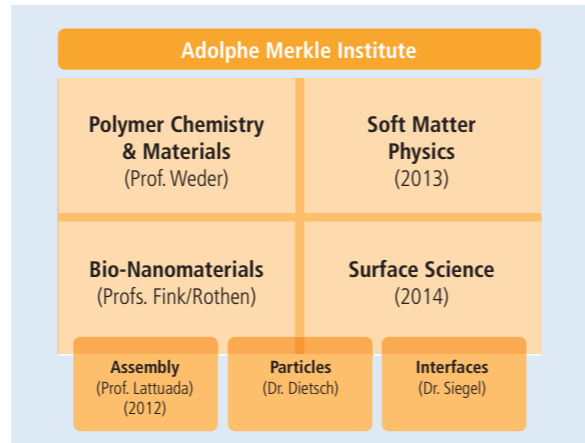 Adolphe Merkle Institute
Polymer Chemistry
& Materials
(Prof. Weder)
Soft Matter
Physics
(2013)
Bio-Nanomaterials
(Profs. Fink/Rothen)
Surface Science
(2014)
Assembly
(Prof. Lattuada)
(2012)
Particles
(Dr. Dietsch)
Interfaces
(Dr. Siegel)